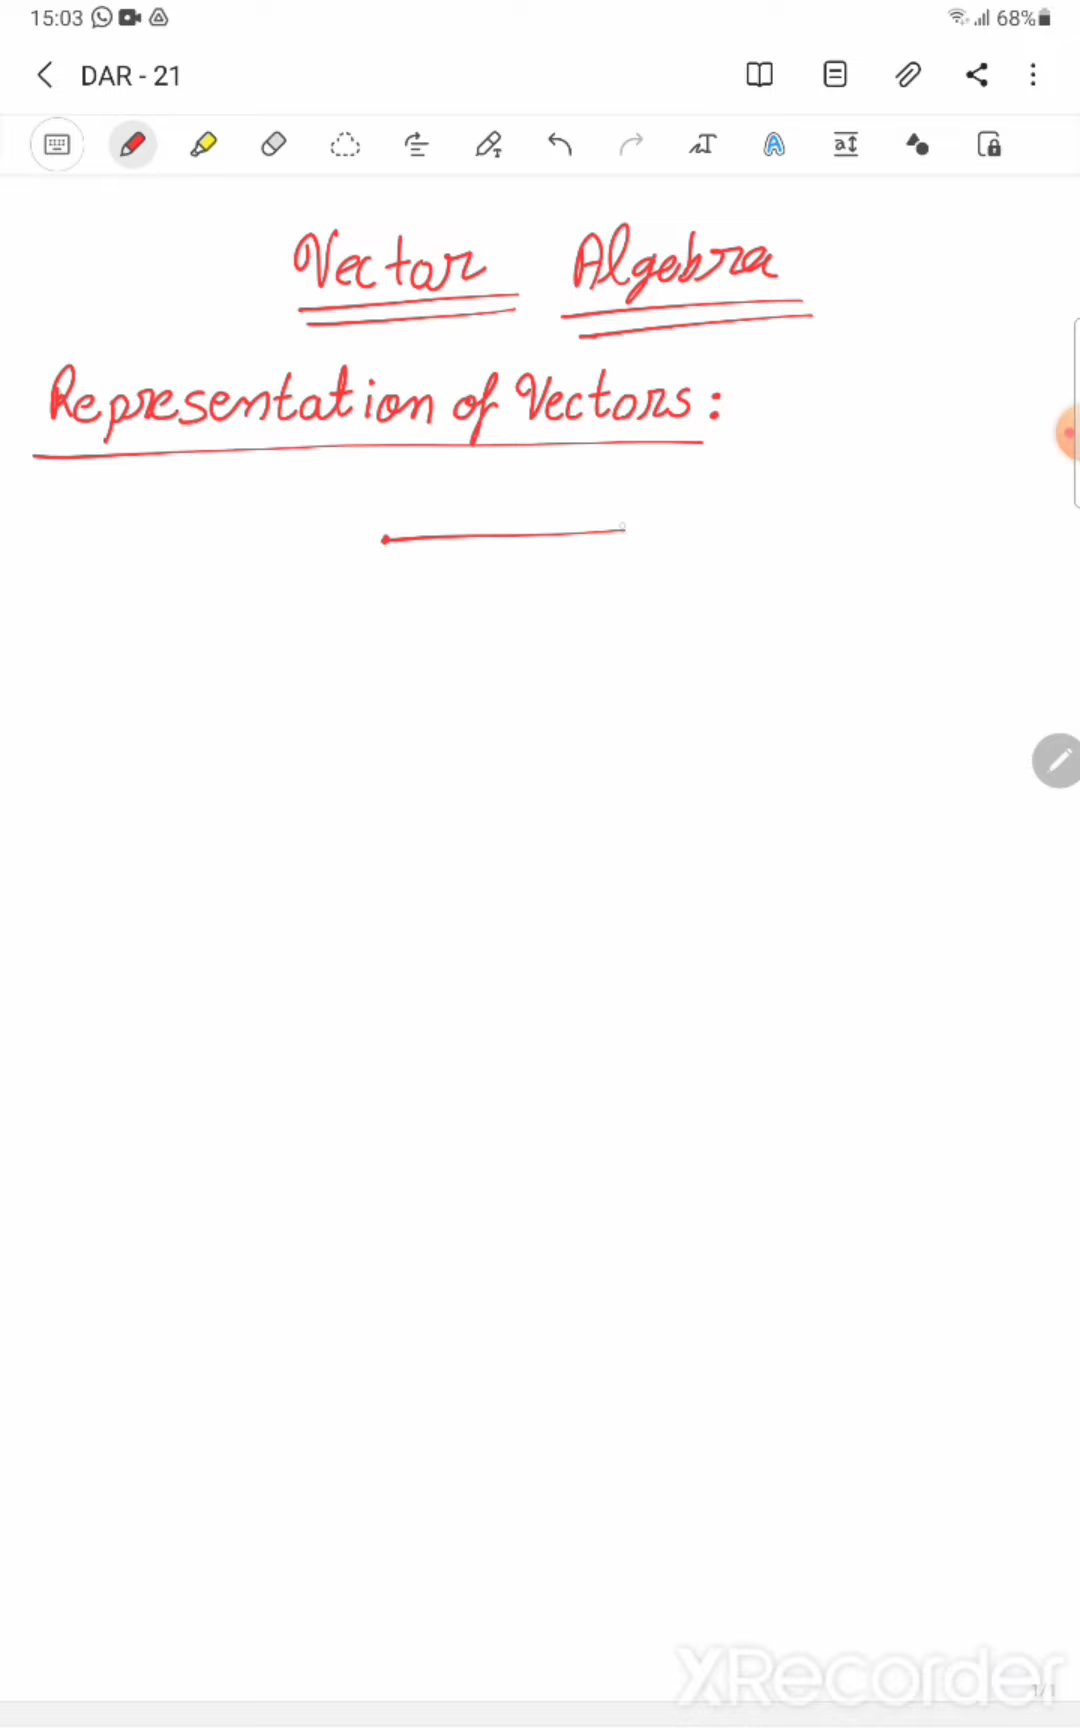 15:03 68%
DAR - 21
Vector Algebra
Representation of Vectors:
XRecorder
1/1